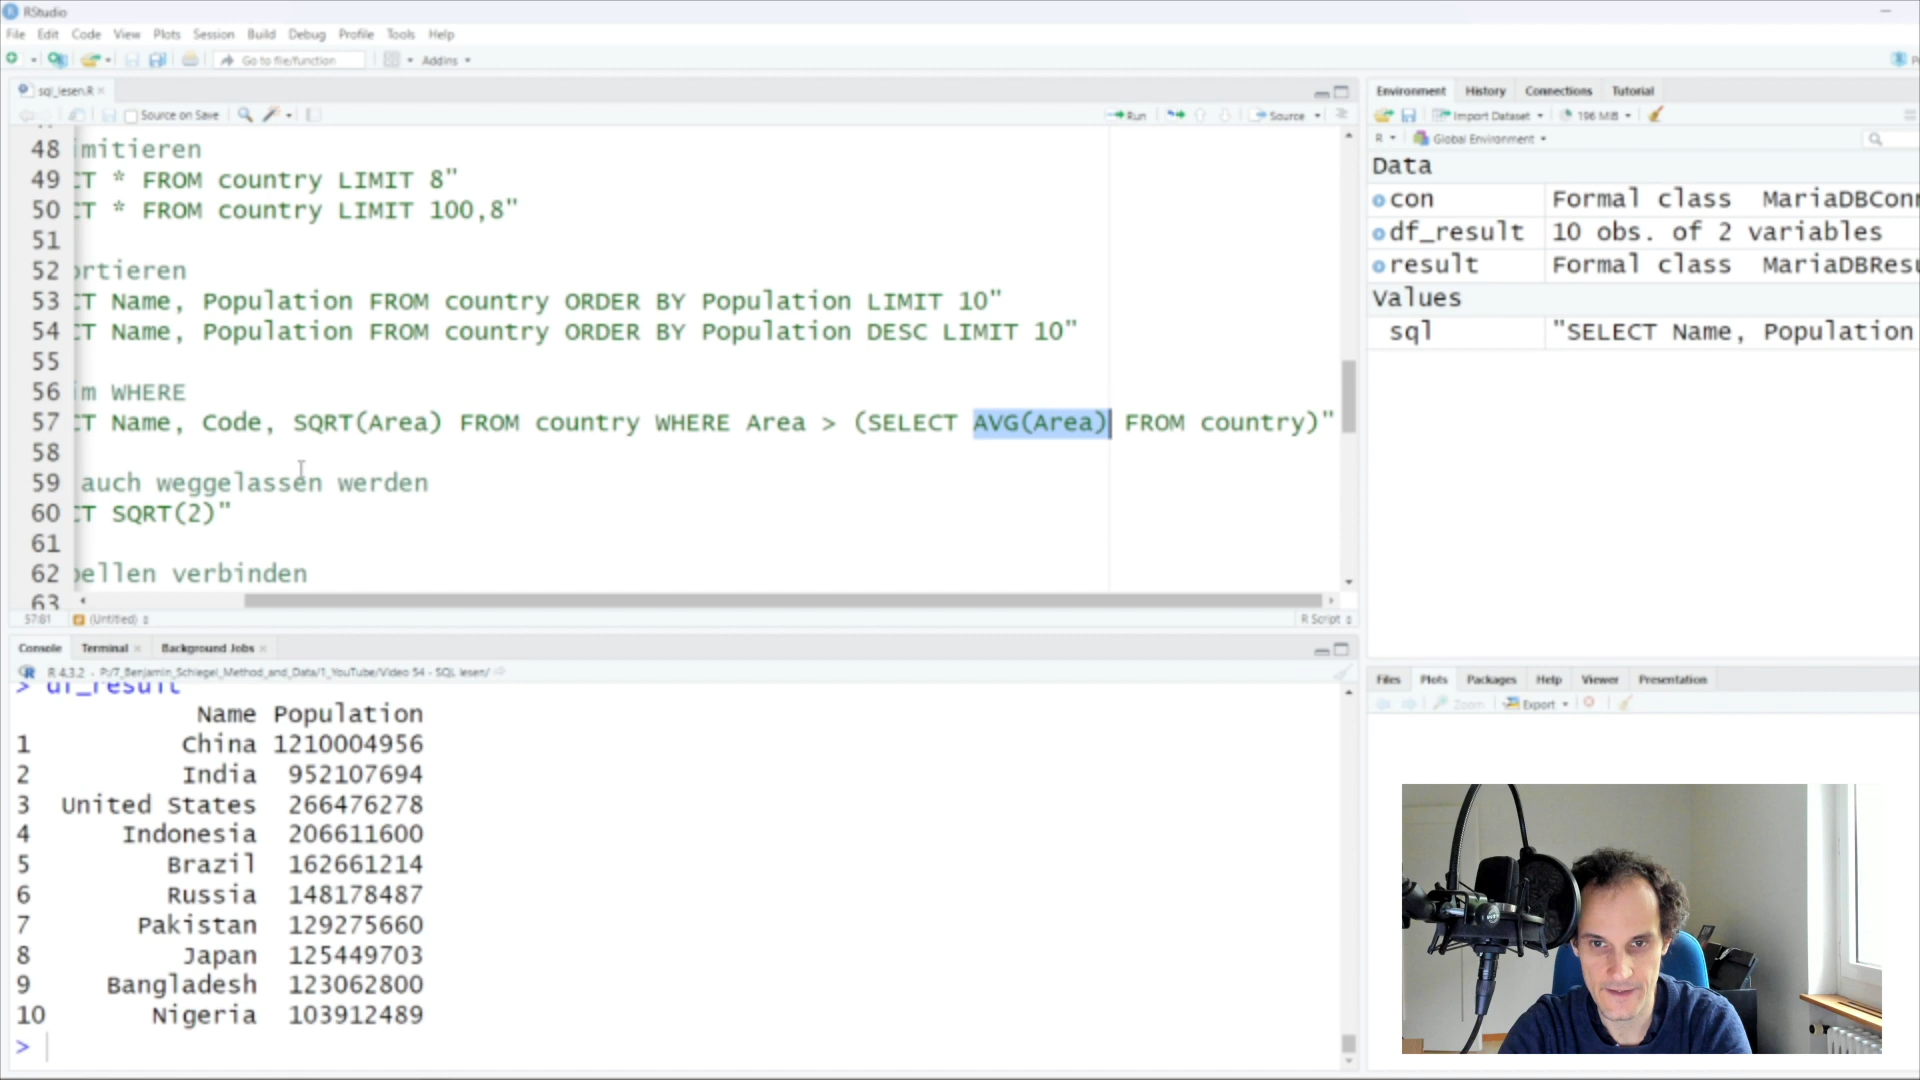 RStudio
File Edit Code View Plots Session Build Debug Profile Tools Help
Go to file/function Addins
sql_lesen.R
Source on Save Run Source
48 imitieren
49 CT * FROM country LIMIT 8"
50 CT * FROM country LIMIT 100,8"
51
52 ortieren
53 CT Name, Population FROM country ORDER BY Population LIMIT 10"
54 CT Name, Population FROM country ORDER BY Population DESC LIMIT 10"
55
56 im WHERE
57 CT Name, Code, SQRT(Area) FROM country WHERE Area > (SELECT AVG(Area) FROM country)"
58
59 auch weggelassen werden
60 CT SQRT(2)"
61
62 bellen verbinden
63
57:81 (Untitled) R Script
Console Terminal Background Jobs
R 4.3.2 - P:/7_Benjamin_Schlegel_Method_and_Data/1_YouTube/Video 54 - SQL lesen/
> df_result
Name Population
1 China 1210004956
2 India 952107694
3 United States 266476278
4 Indonesia 206611600
5 Brazil 162661214
6 Russia 148178487
7 Pakistan 129275660
8 Japan 125449703
9 Bangladesh 123062800
10 Nigeria 103912489
>
Environment History Connections Tutorial
Import Dataset 196 MiB
R Global Environment
Data
con Formal class MariaDBConn
df_result 10 obs. of 2 variables
result Formal class MariaDBResu
Values
sql "SELECT Name, Population
Files Plots Packages Help Viewer Presentation
Zoom Export